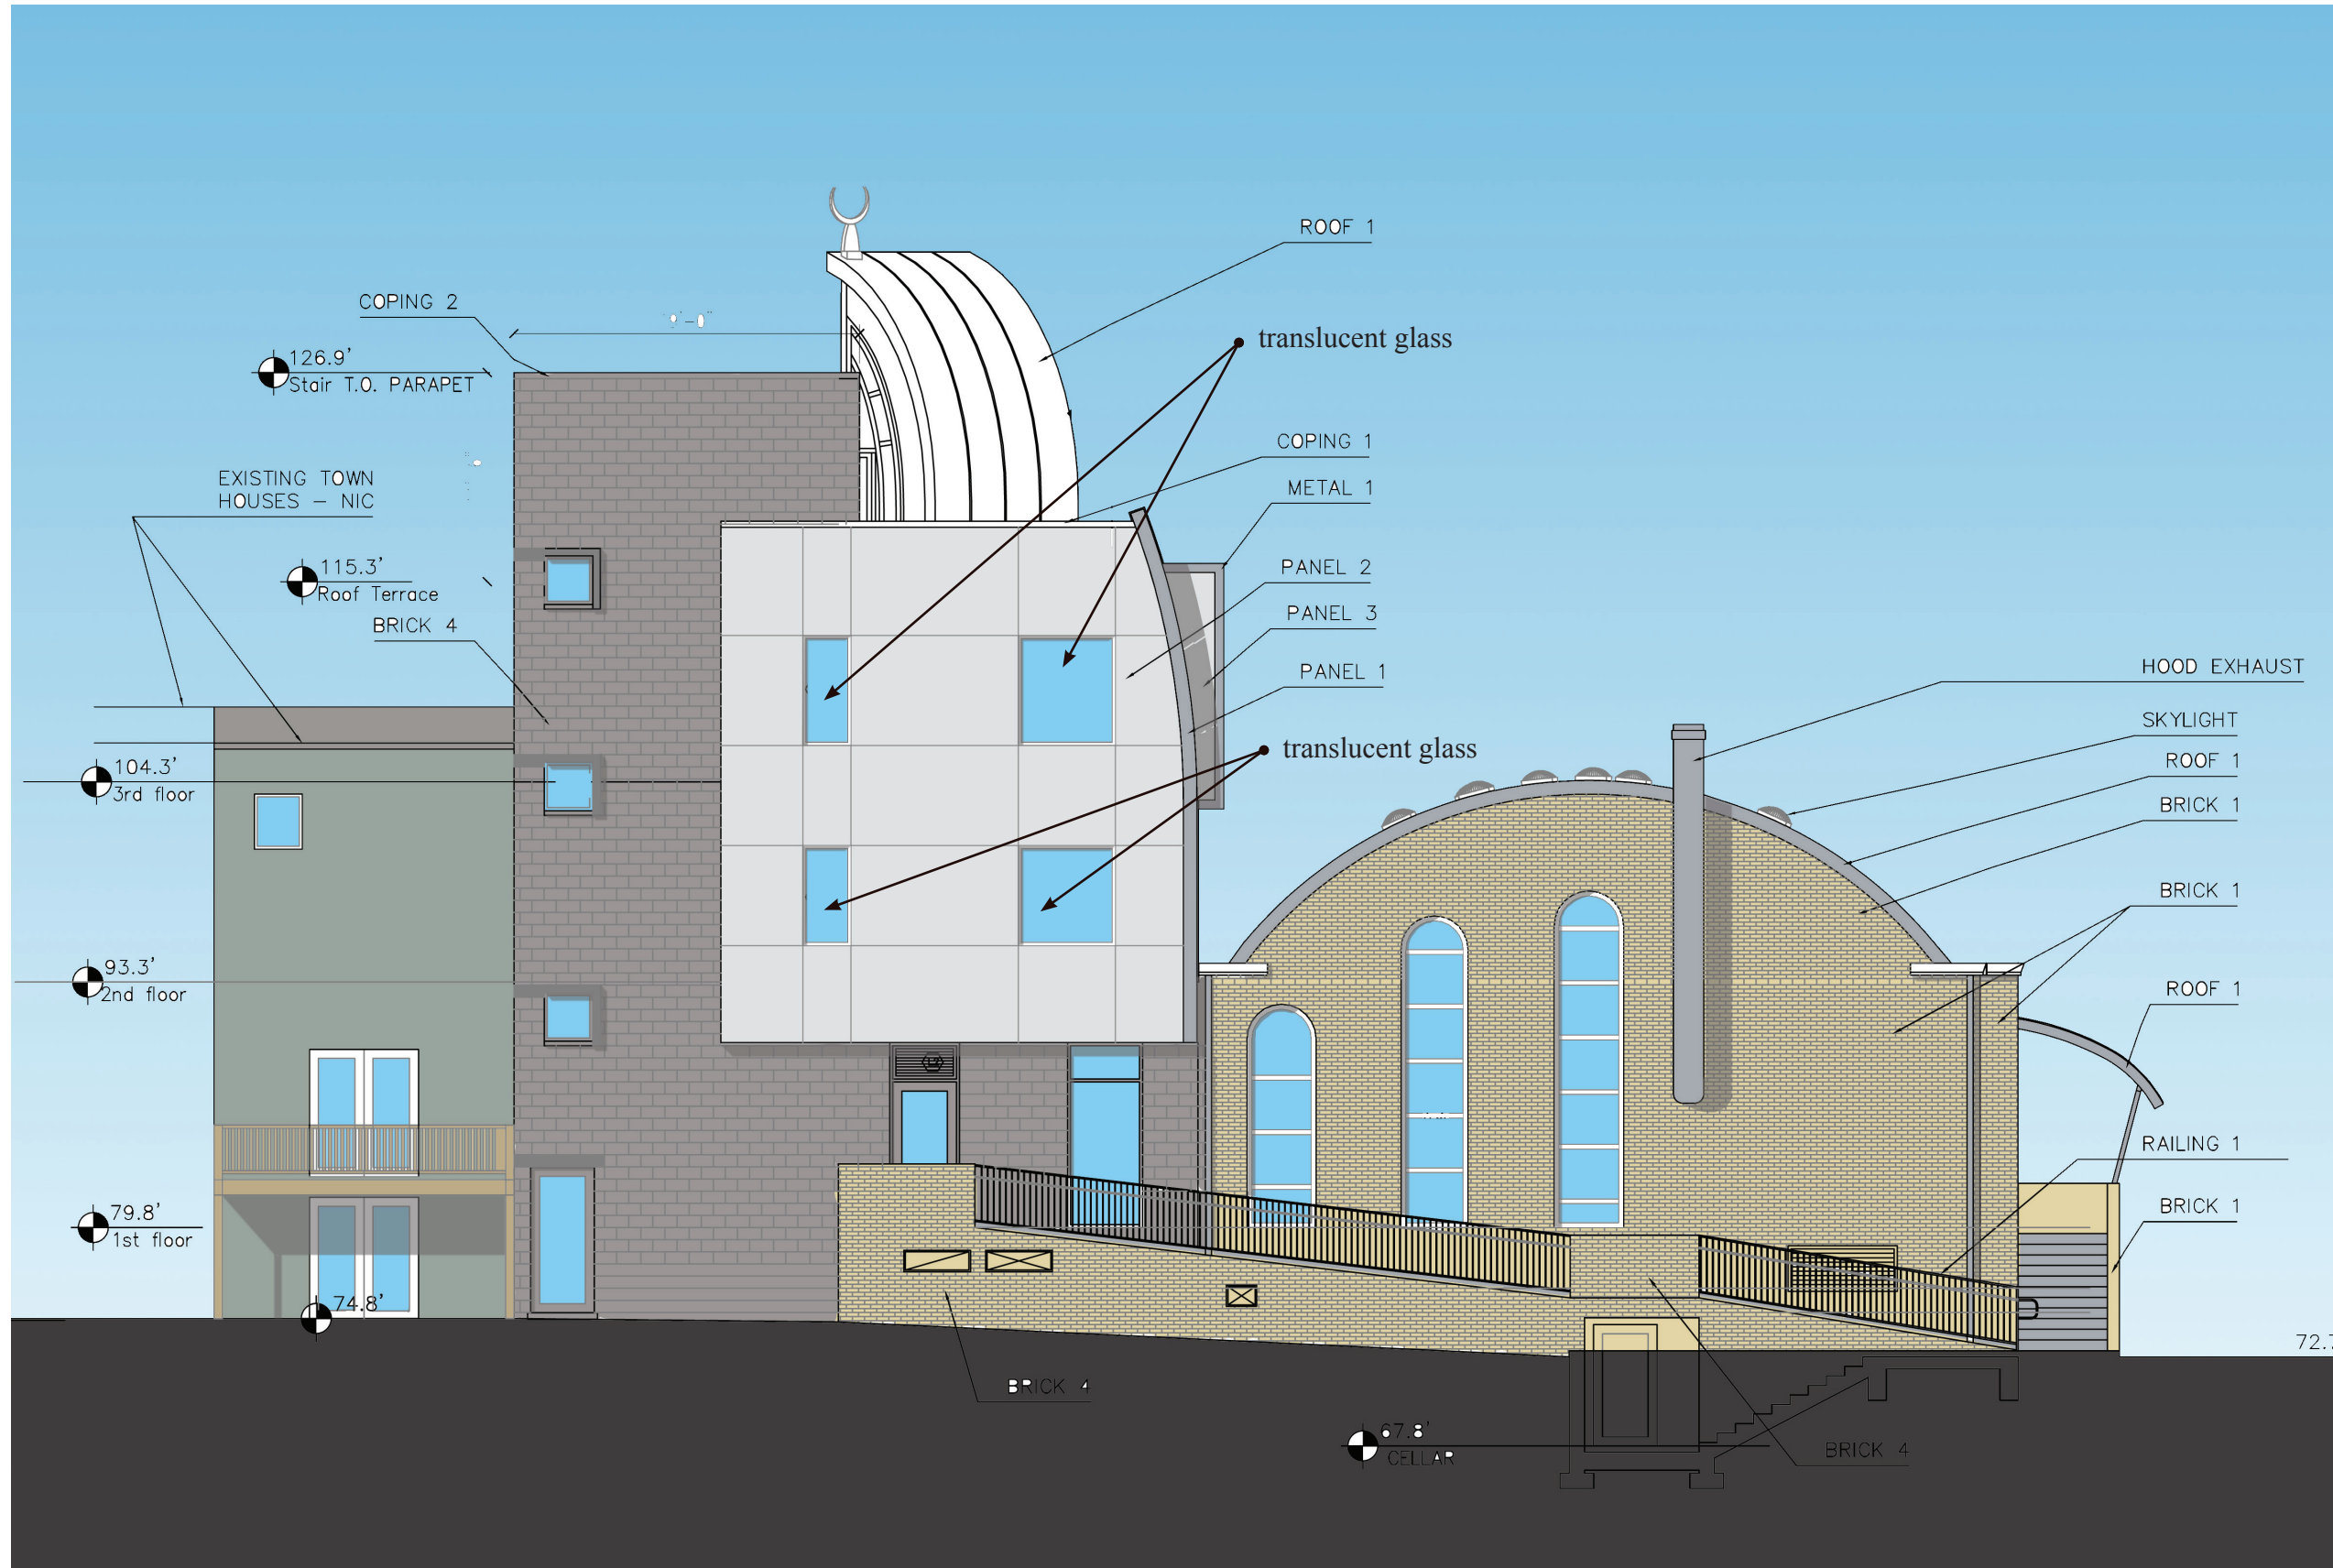 ROOF 1
COPING 2
translucent glass
126.9'
Stair T.O. PARAPET
COPING 1
EXISTING TOWN
HOUSES – NIC
METAL 1
115.3'
Roof Terrace
PANEL 2
PANEL 3
BRICK 4
PANEL 1
HOOD EXHAUST
SKYLIGHT
translucent glass
ROOF 1
104.3'
3rd floor
BRICK 1
BRICK 1
93.3'
2nd floor
ROOF 1
RAILING 1
BRICK 1
79.8'
1st floor
74.8'
BRICK 4
67.8'
CELLAR
BRICK 4